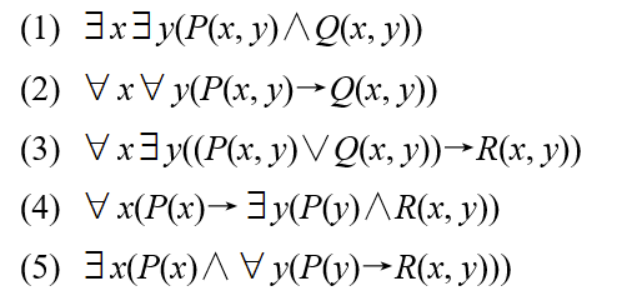 (1) ∃x∃y(P(x, y)∧Q(x, y))
(2) ∀x∀y(P(x, y)→Q(x, y))
(3) ∀x∃y((P(x, y)∨Q(x, y))→R(x, y))
(4) ∀x(P(x)→∃y(P(y)∧R(x, y))
(5) ∃x(P(x)∧∀y(P(y)→R(x, y)))